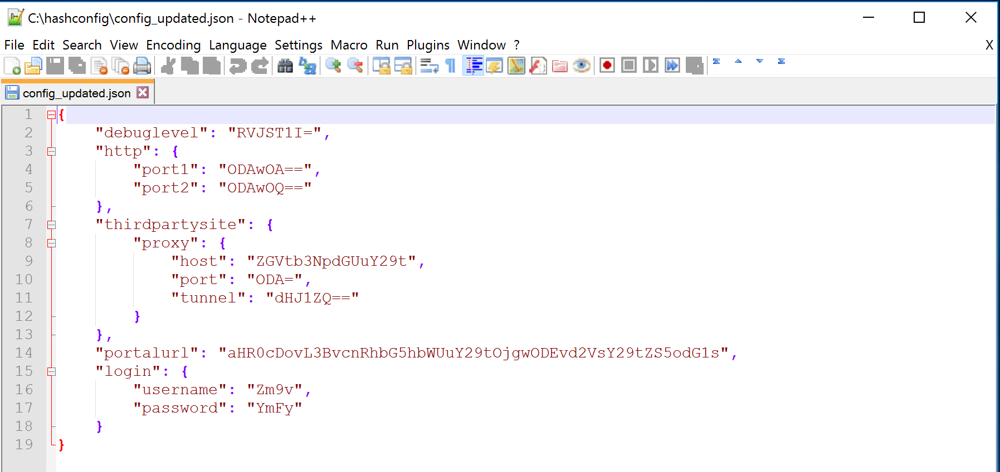 C:\hashconfig\config_updated.json - Notepad++
File Edit Search View Encoding Language Settings Macro Run Plugins Window ? X
config_updated.json
1 {
2 "debuglevel": "RVJST1I=",
3 "http": {
4 "port1": "ODAwOA==",
5 "port2": "ODAwOQ=="
6 },
7 "thirdpartysite": {
8 "proxy": {
9 "host": "ZGVtb3NpdGUuY29t",
10 "port": "ODA=",
11 "tunnel": "dHJ1ZQ=="
12 }
13 },
14 "portalurl": "aHR0cDovL3BvcnRhbG5hbWUuY29tOjgwODEvd2VsY29tZS5odG1s",
15 "login": {
16 "username": "Zm9v",
17 "password": "YmFy"
18 }
19 }